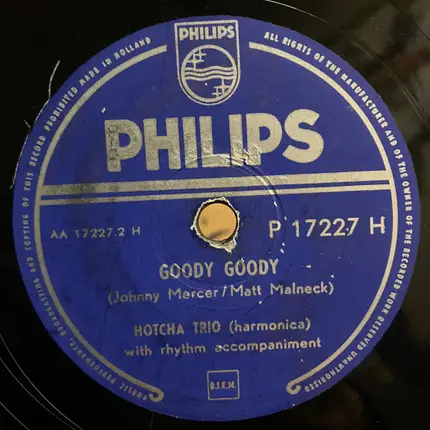 PHILIPS
PHILIPS
AA 17227.2 H
P 17227 H
GOODY GOODY
(Johnny Mercer/Matt Malneck)
HOTCHA TRIO (harmonica)
with rhythm accompaniment
B.I.E.M.
ALL RIGHTS OF THE MANUFACTURER AND OF THE OWNER OF THE RECORDED WORK RESERVED UNAUTHORISED
PUBLIC PERFORMANCE, BROADCASTING AND COPYING OF THIS RECORD PROHIBITED MADE IN HOLLAND